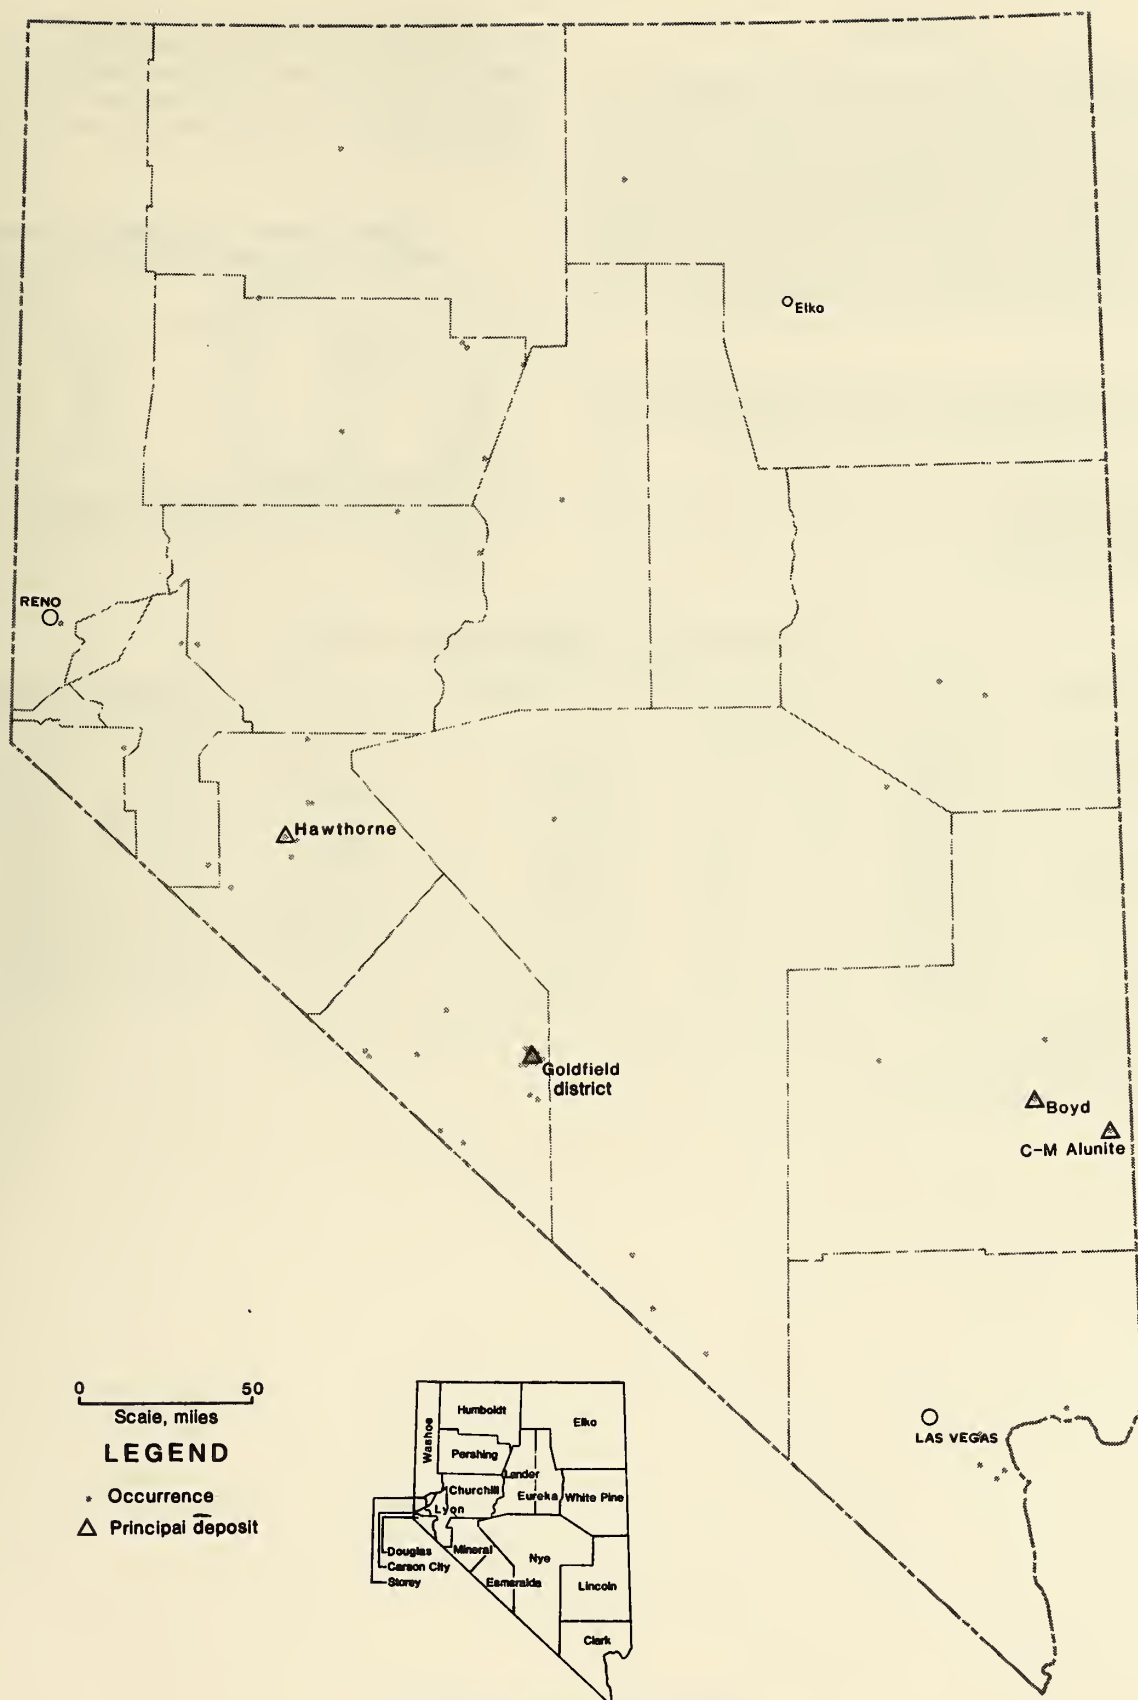 Elko
RENO
Hawthorne
Goldfield
district
Boyd
C-M Alunite
LAS VEGAS
0 50
Scale, miles
LEGEND
Occurrence
Principal deposit
Washoe
Humboldt
Elko
Pershing
Lander
Churchill
Eureka
White Pine
Lyon
Douglas
Carson City
Storey
Mineral
Nye
Esmeralda
Lincoln
Clark